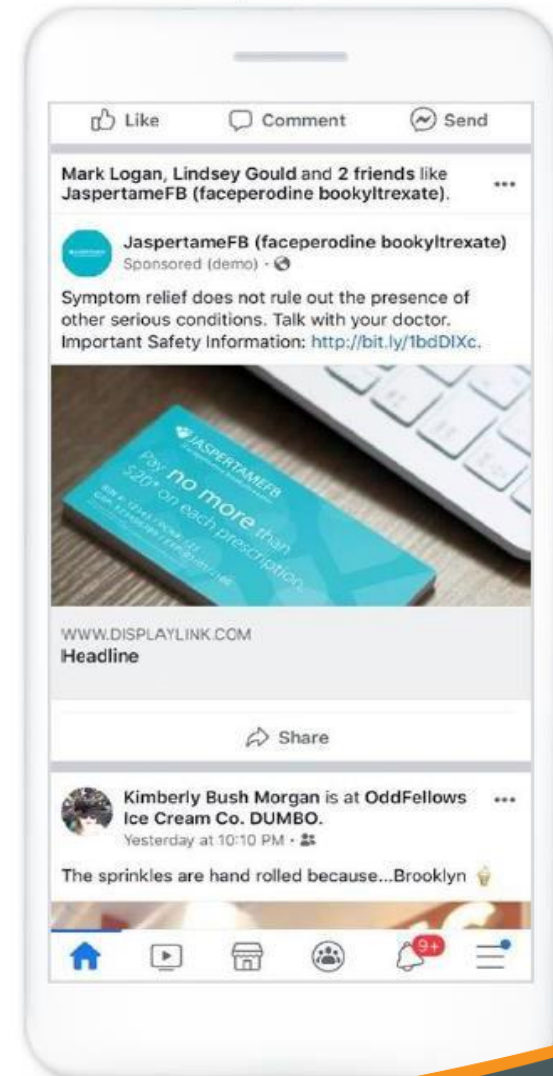 Like Comment Send
Mark Logan, Lindsey Gould and 2 friends like
JaspertameFB (faceperodine bookyltrexate).
JaspertameFB (faceperodine bookyltrexate)
Sponsored (demo) ·
Symptom relief does not rule out the presence of
other serious conditions. Talk with your doctor.
Important Safety Information: http://bit.ly/1bdDlXc.
JASPERTAMEFB
Pay no more than
$20* on each prescription.
WWW.DISPLAYLINK.COM
Headline
Share
Kimberly Bush Morgan is at OddFellows
Ice Cream Co. DUMBO.
Yesterday at 10:10 PM ·
The sprinkles are hand rolled because...Brooklyn
9+